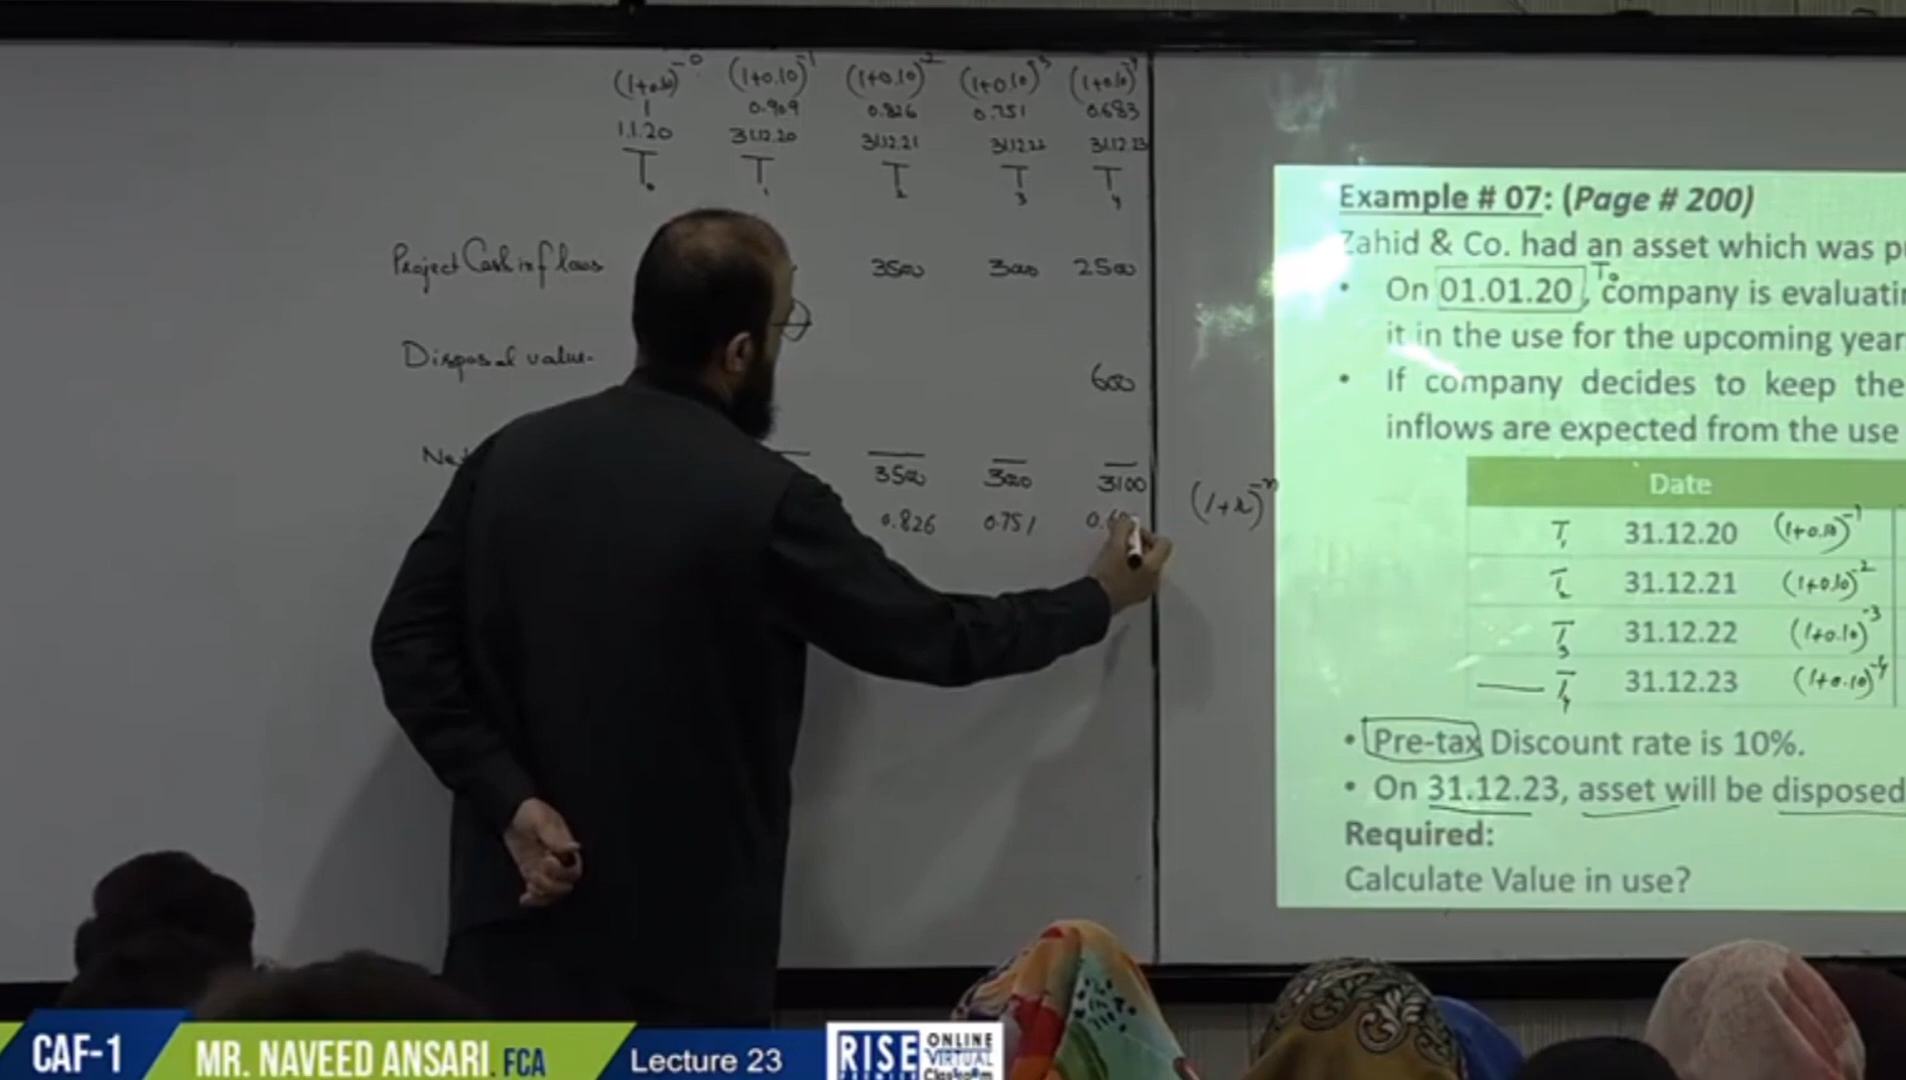 (1+0.10)⁻⁰ (1+0.10)⁻¹ (1+0.10)⁻² (1+0.10)⁻³ (1+0.10)⁻⁴
1 0.909 0.826 0.751 0.683
1.1.20 31.12.20 31.12.21 31.12.22 31.12.23
T₀ T₁ T₂ T₃ T₄
Project Cash inflows 3500 3000 2500
Disposal value 600
Net
3500 3000 3100
0.826 0.751
(1+r)⁻ⁿ
Example # 07: (Page # 200)
Zahid & Co. had an asset which was
• On 01.01.20, company is
T₀
it in the use for the upcoming
• If company decides to keep the
inflows are expected from the use
Date
T₁ 31.12.20 (1+0.10)⁻¹
T₂ 31.12.21 (1+0.10)⁻²
T₃ 31.12.22 (1+0.10)⁻³
T₄ 31.12.23 (1+0.10)⁻⁴
• Pre-tax Discount rate is 10%.
• On 31.12.23, asset will be disposed
Required:
Calculate Value in use?
CAF-1
MR. NAVEED ANSARI. FCA
Lecture 23
RISE
PREMIER
ONLINE
VIRTUAL
Classroom